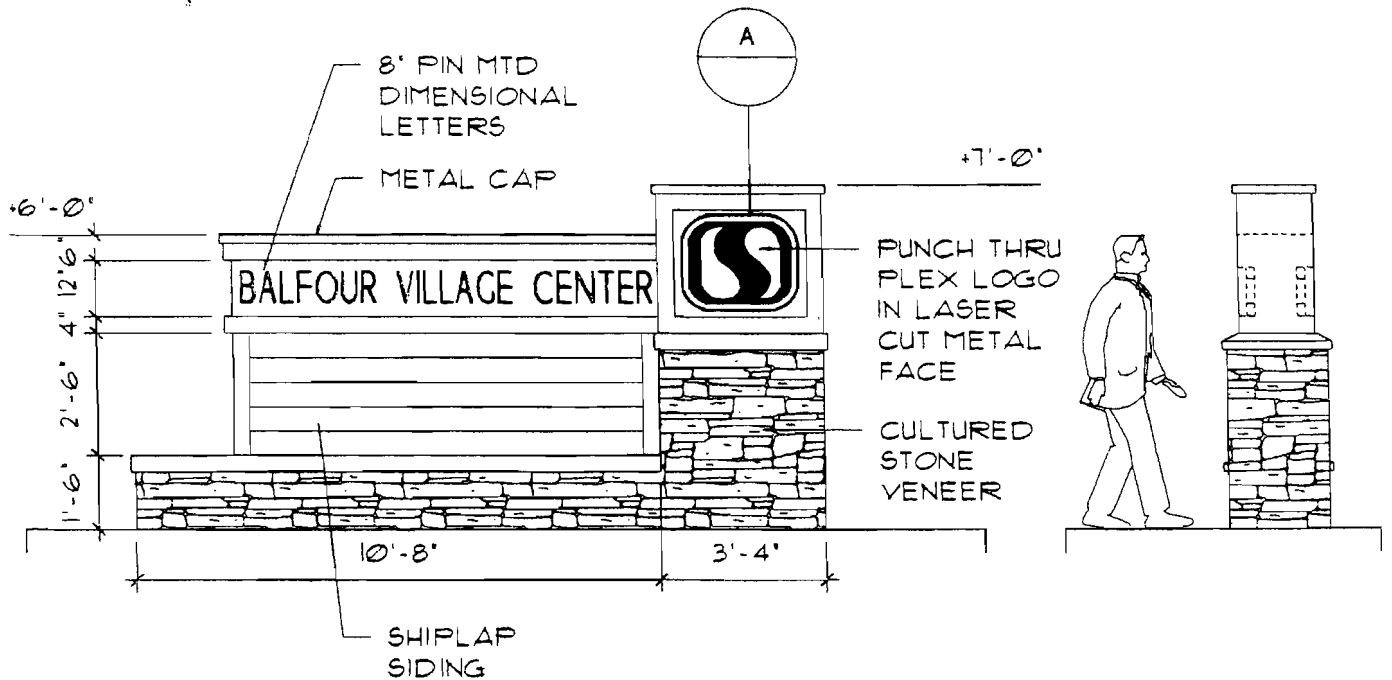 A
8" PIN MTD
DIMENSIONAL
LETTERS
METAL CAP
+7'-0"
+6'-0"
6"
12"
4"
2'-6"
1'-6"
BALFOUR VILLAGE CENTER
S
PUNCH THRU
PLEX LOGO
IN LASER
CUT METAL
FACE
CULTURED
STONE
VENEER
10'-8"
3'-4"
SHIPLAP
SIDING